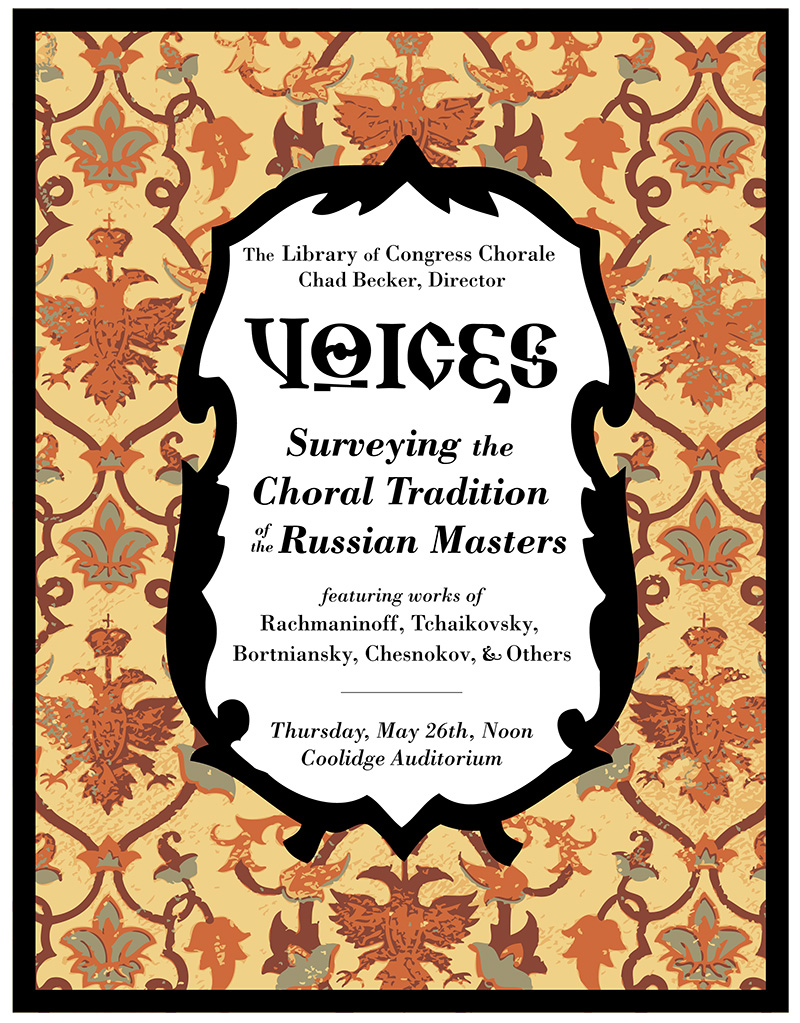 The Library of Congress Chorale
Chad Becker, Director
VOICES
Surveying the
Choral Tradition
of the Russian Masters
featuring works of
Rachmaninoff, Tchaikovsky,
Bortniansky, Chesnokov, & Others
Thursday, May 26th, Noon
Coolidge Auditorium